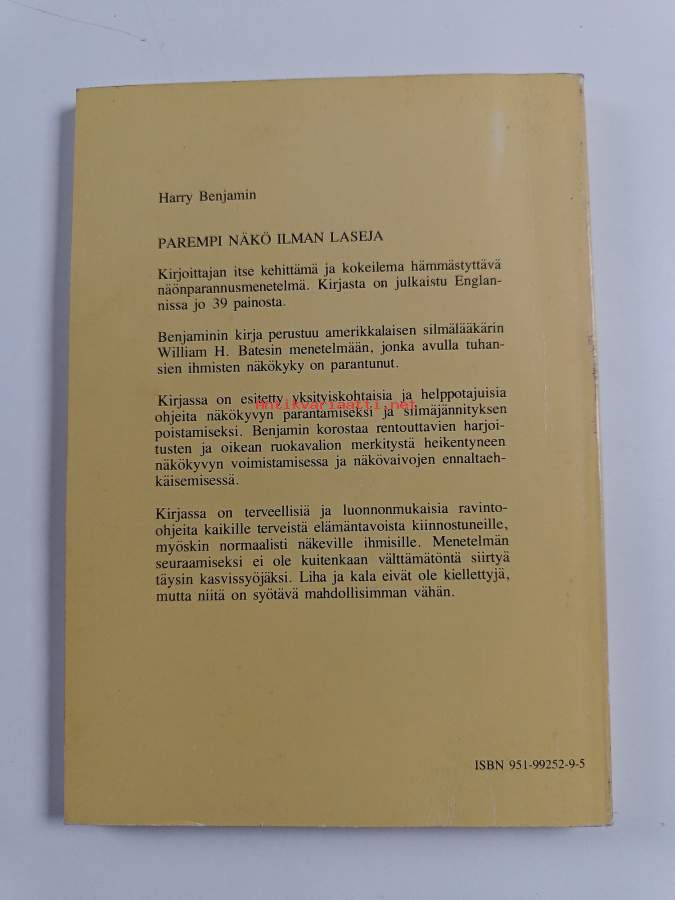 Harry Benjamin
PAREMPI NÄKÖ ILMAN LASEJA
Kirjoittajan itse kehittämä ja kokeilema hämmästyttävä
näönparannusmenetelmä. Kirjasta on julkaistu Englan-
nissa jo 39 painosta.
Benjaminin kirja perustuu amerikkalaisen silmälääkärin
William H. Batesin menetelmään, jonka avulla tuhan-
sien ihmisten näkökyky on parantunut.
Kirjassa on esitetty yksityiskohtaisia ja helppotajuisia
Antikvariaatti.net
ohjeita näkökyvyn parantamiseksi ja silmäjännityksen
poistamiseksi. Benjamin korostaa rentouttavien harjoi-
tusten ja oikean ruokavalion merkitystä heikentyneen
näkökyvyn voimistamisessa ja näkövaivojen ennaltaeh-
käisemisessä.
Kirjassa on terveellisiä ja luonnonmukaisia ravinto-
ohjeita kaikille terveistä elämäntavoista kiinnostuneille,
myöskin normaalisti näkeville ihmisille. Menetelmän
seuraamiseksi ei ole kuitenkaan välttämätöntä siirtyä
täysin kasvissyöjäksi. Liha ja kala eivät ole kiellettyjä,
mutta niitä on syötävä mahdollisimman vähän.
ISBN 951-99252-9-5